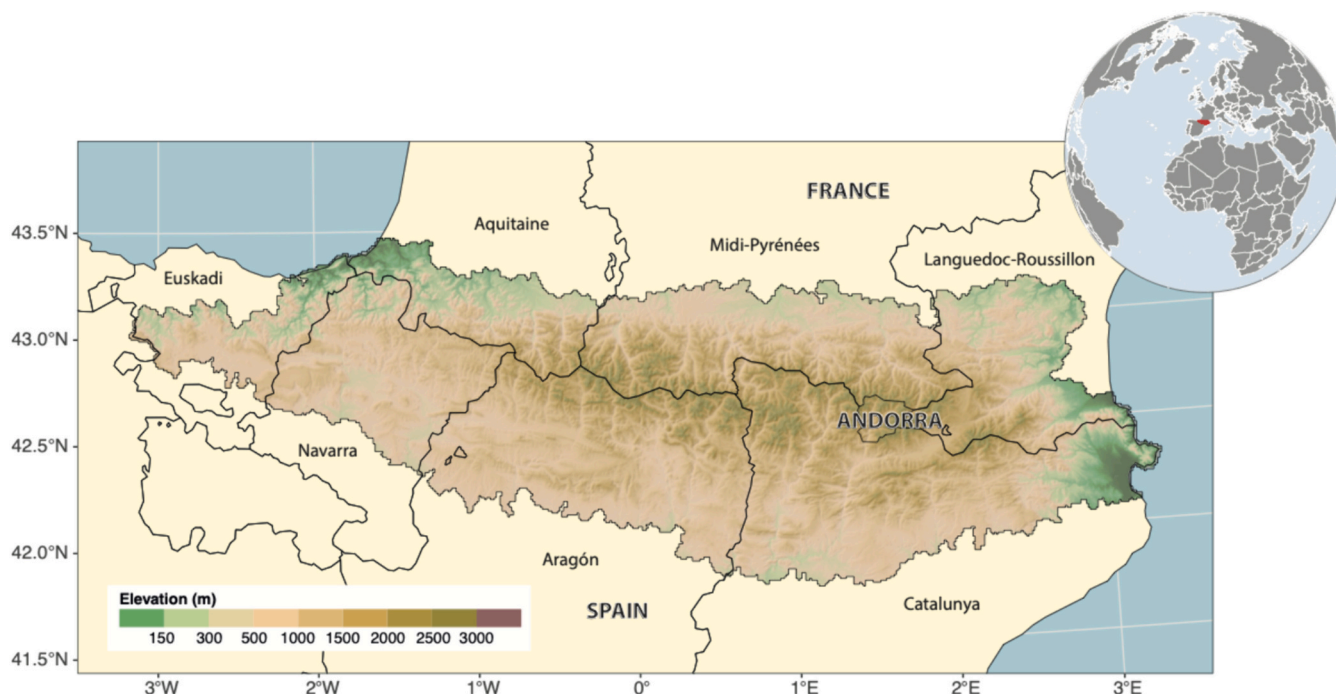 FRANCE
Aquitaine
Midi-Pyrénées
Languedoc-Roussillon
Euskadi
ANDORRA
Navarra
Aragón
SPAIN
Catalunya
43.5°N
43.0°N
42.5°N
42.0°N
41.5°N
Elevation (m)
150 300 500 1000 1500 2000 2500 3000
3°W 2°W 1°W 0° 1°E 2°E 3°E